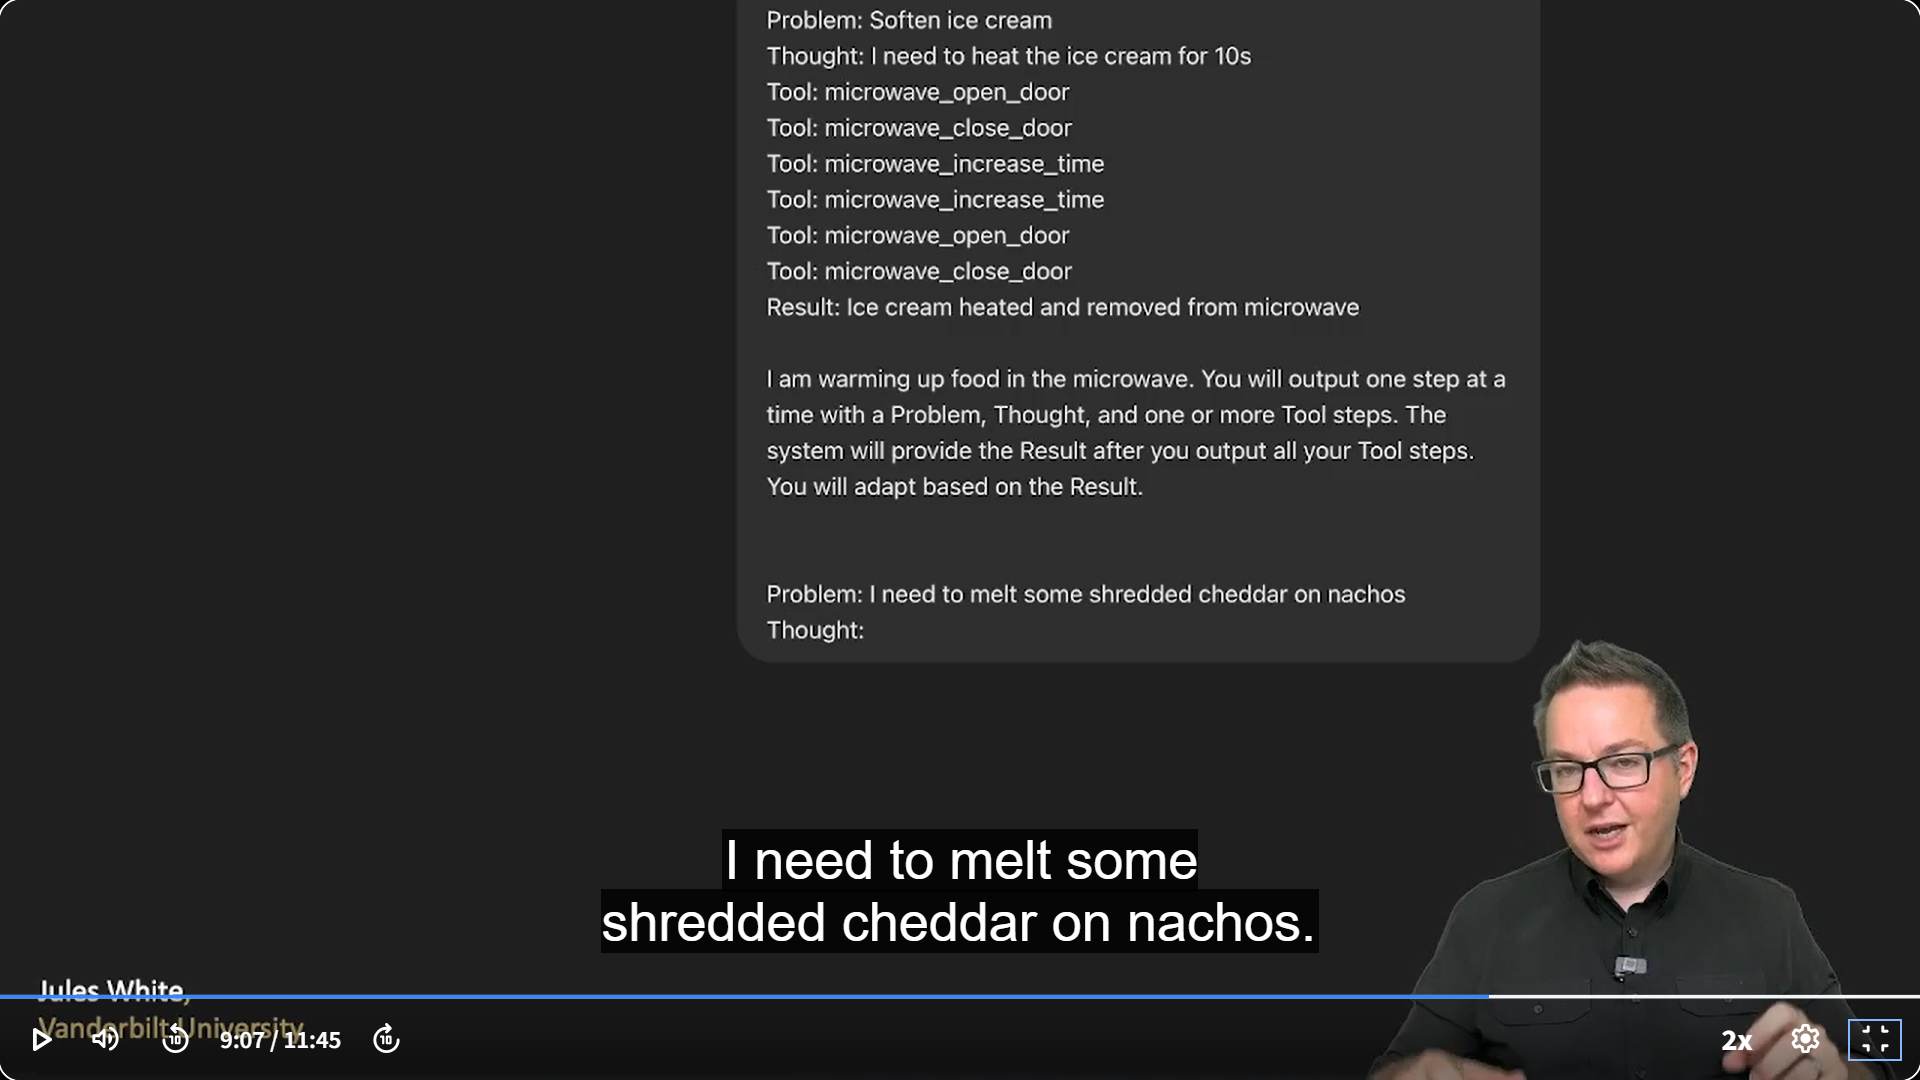 Problem: Soften ice cream
Thought: I need to heat the ice cream for 10s
Tool: microwave_open_door
Tool: microwave_close_door
Tool: microwave_increase_time
Tool: microwave_increase_time
Tool: microwave_open_door
Tool: microwave_close_door
Result: Ice cream heated and removed from microwave
I am warming up food in the microwave. You will output one step at a
time with a Problem, Thought, and one or more Tool steps. The
system will provide the Result after you output all your Tool steps.
You will adapt based on the Result.
Problem: I need to melt some shredded cheddar on nachos
Thought:
I need to melt some
shredded cheddar on nachos.
Jules White,
Vanderbilt University
10
9:07 / 11:45
10
2x